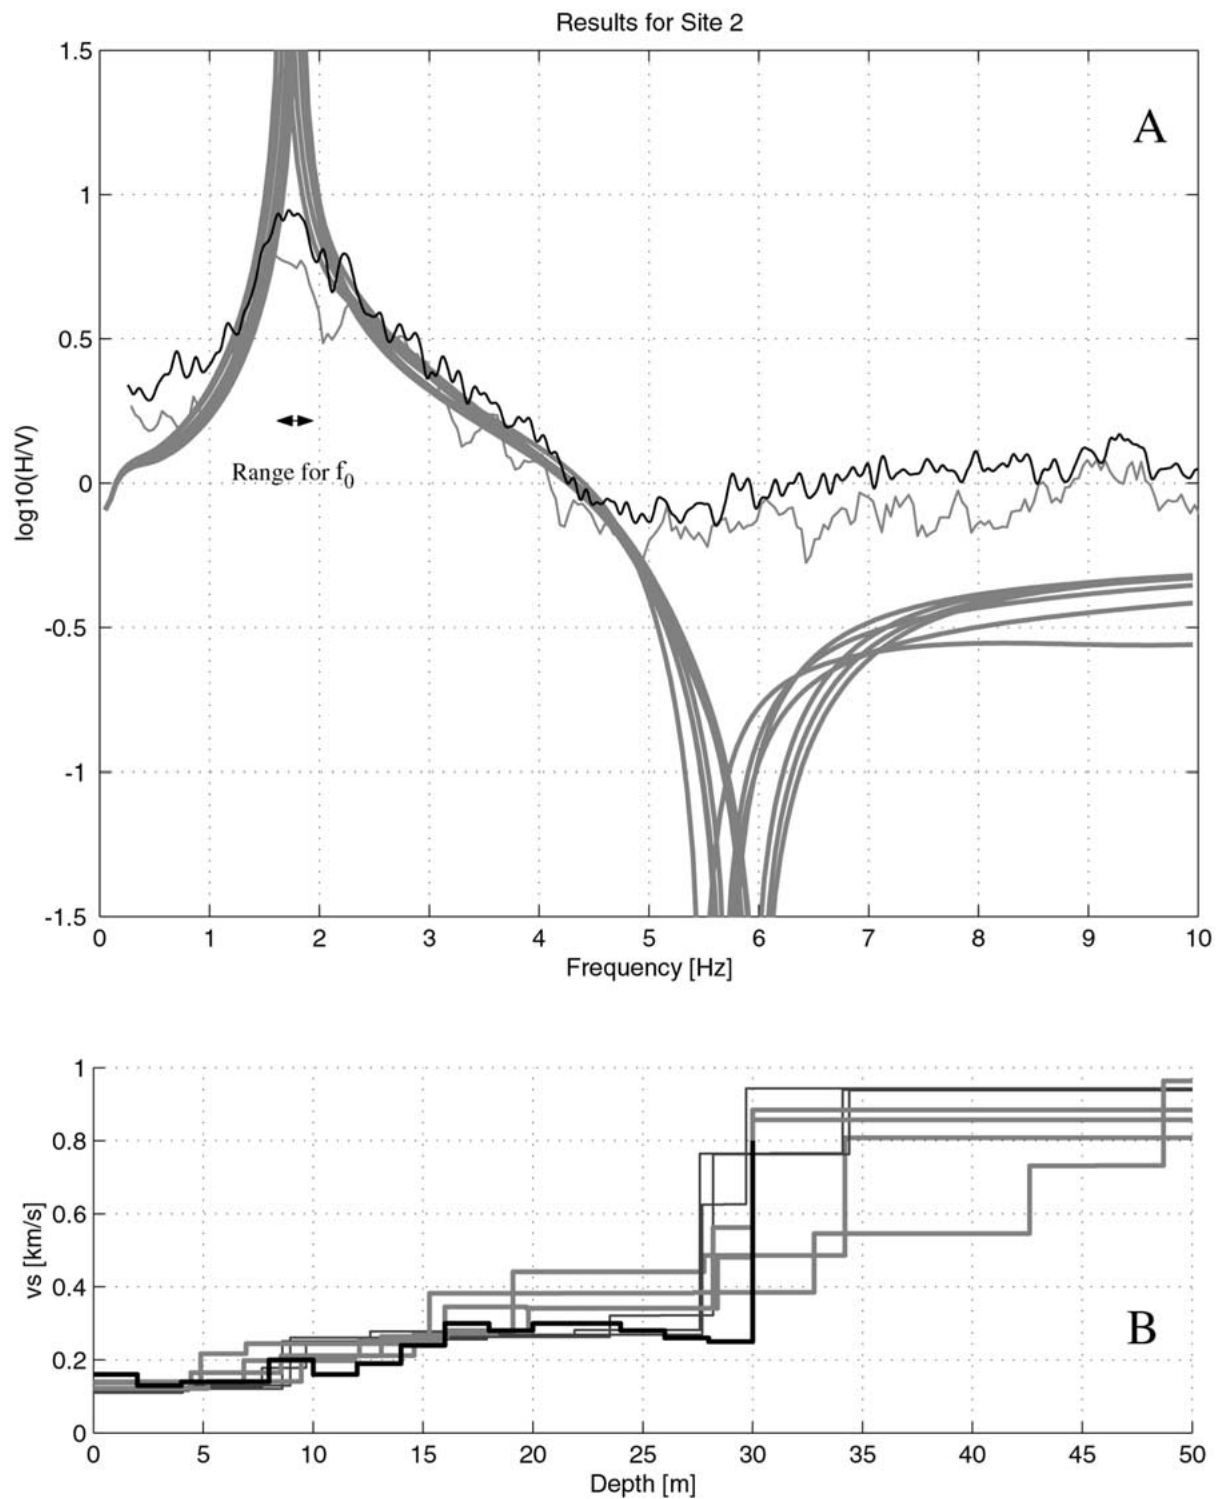 Results for Site 2
1.5
1
0.5
0
-0.5
-1
-1.5
log10(H/V)
A
Range for f0
0 1 2 3 4 5 6 7 8 9 10
Frequency [Hz]
1
0.8
0.6
0.4
0.2
0
vs [km/s]
B
0 5 10 15 20 25 30 35 40 45 50
Depth [m]